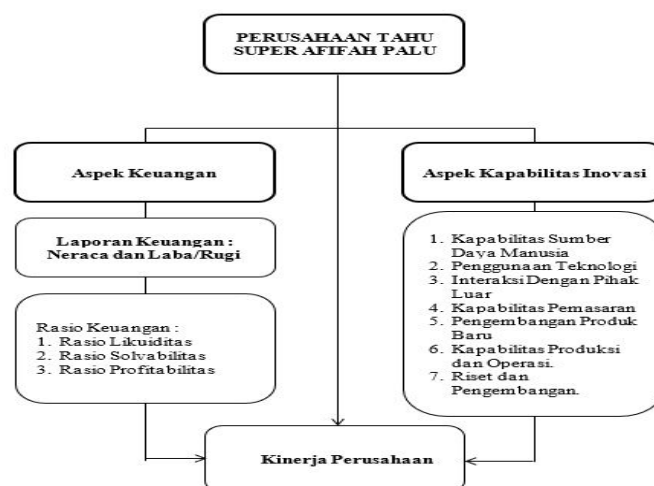 PERUSAHAAN TAHU
SUPER AFIFAH PALU
Aspek Keuangan
Laporan Keuangan :
Neraca dan Laba/Rugi
Rasio Keuangan :
1. Rasio Likuiditas
2. Rasio Solvabilitas
3. Rasio Profitabilitas
Aspek Kapabilitas Inovasi
1. Kapabilitas Sumber
Daya Manusia
2. Penggunaan Teknologi
3. Interaksi Dengan Pihak
Luar
4. Kapabilitas Pemasaran
5. Pengembangan Produk
Baru
6. Kapabilitas Produksi
dan Operasi.
7. Riset dan
Pengembangan.
Kinerja Perusahaan